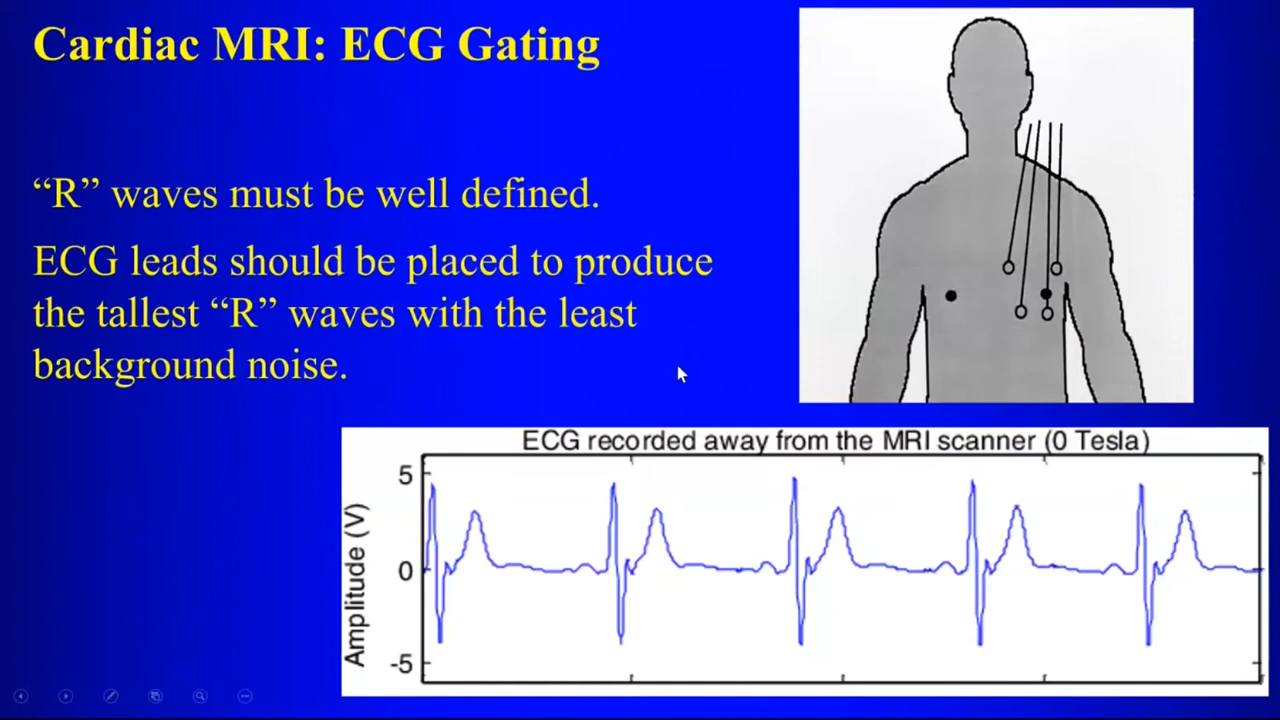 Cardiac MRI: ECG Gating
“R” waves must be well defined.
ECG leads should be placed to produce
the tallest “R” waves with the least
background noise.
ECG recorded away from the MRI scanner (0 Tesla)
Amplitude (V)
5
0
-5